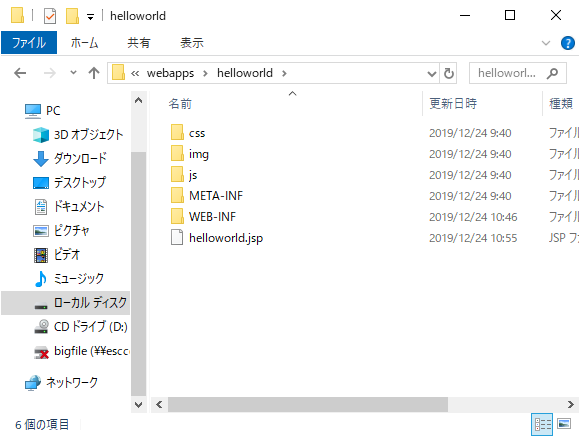 helloworld
ファイル ホーム 共有 表示
« webapps › helloworld › helloworl...
PC
3D オブジェクト
ダウンロード
デスクトップ
ドキュメント
ピクチャ
ビデオ
ミュージック
ローカル ディスク
CD ドライブ (D:)
bigfile (¥¥escc
ネットワーク
名前 更新日時 種類
css 2019/12/24 9:40 ファイル
img 2019/12/24 9:40 ファイル
js 2019/12/24 9:40 ファイル
META-INF 2019/12/24 9:40 ファイル
WEB-INF 2019/12/24 10:46 ファイル
helloworld.jsp 2019/12/24 10:55 JSP フ
6 個の項目